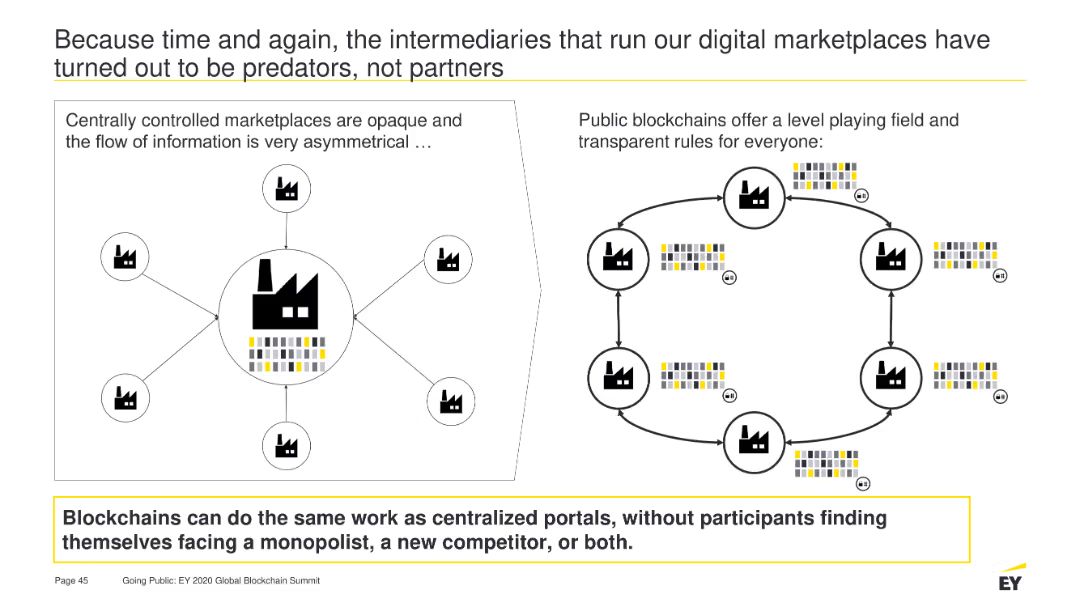 Because time and again, the intermediaries that run our digital marketplaces have
turned out to be predators, not partners
Centrally controlled marketplaces are opaque and
the flow of information is very asymmetrical …
Public blockchains offer a level playing field and
transparent rules for everyone:
Blockchains can do the same work as centralized portals, without participants finding
themselves facing a monopolist, a new competitor, or both.
Page 45
Going Public: EY 2020 Global Blockchain Summit
EY